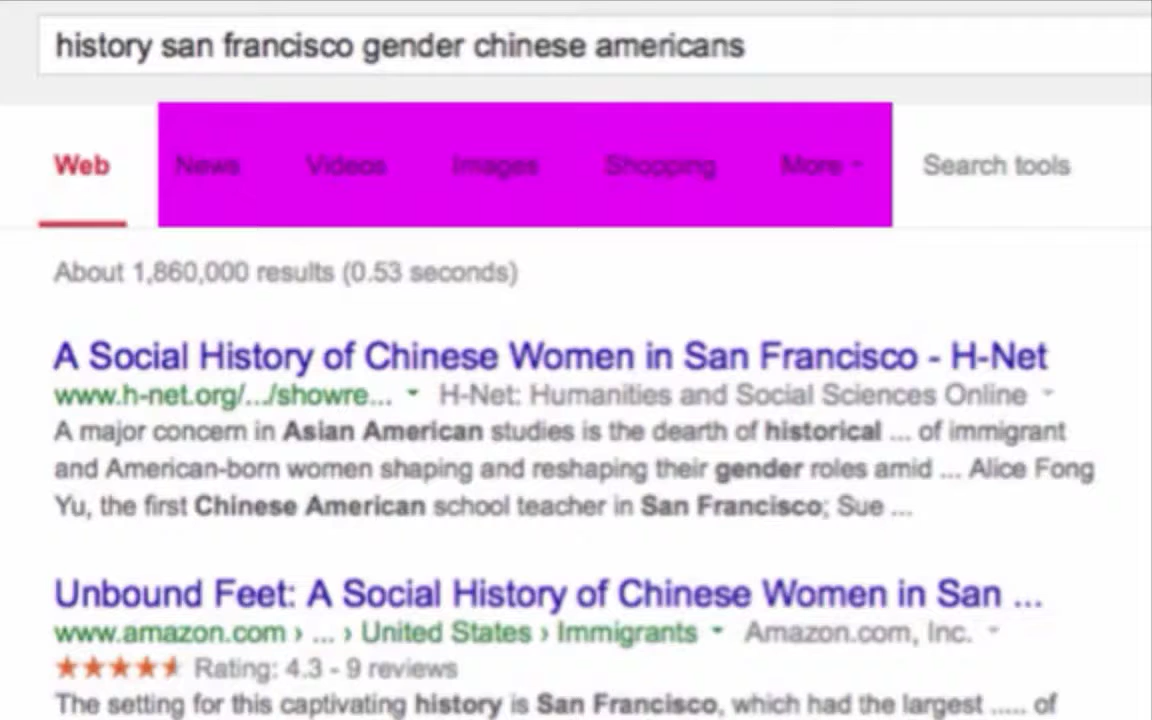 history san francisco gender chinese americans
Web News Videos Images Shopping More Search tools
About 1,860,000 results (0.53 seconds)
A Social History of Chinese Women in San Francisco - H-Net
www.h-net.org/.../showre... H-Net: Humanities and Social Sciences Online
A major concern in Asian American studies is the dearth of historical ... of immigrant
and American-born women shaping and reshaping their gender roles amid ... Alice Fong
Yu, the first Chinese American school teacher in San Francisco; Sue ...
Unbound Feet: A Social History of Chinese Women in San ...
www.amazon.com › ... › United States › Immigrants Amazon.com, Inc.
Rating: 4.3 - 9 reviews
The setting for this captivating history is San Francisco, which had the largest ..... of